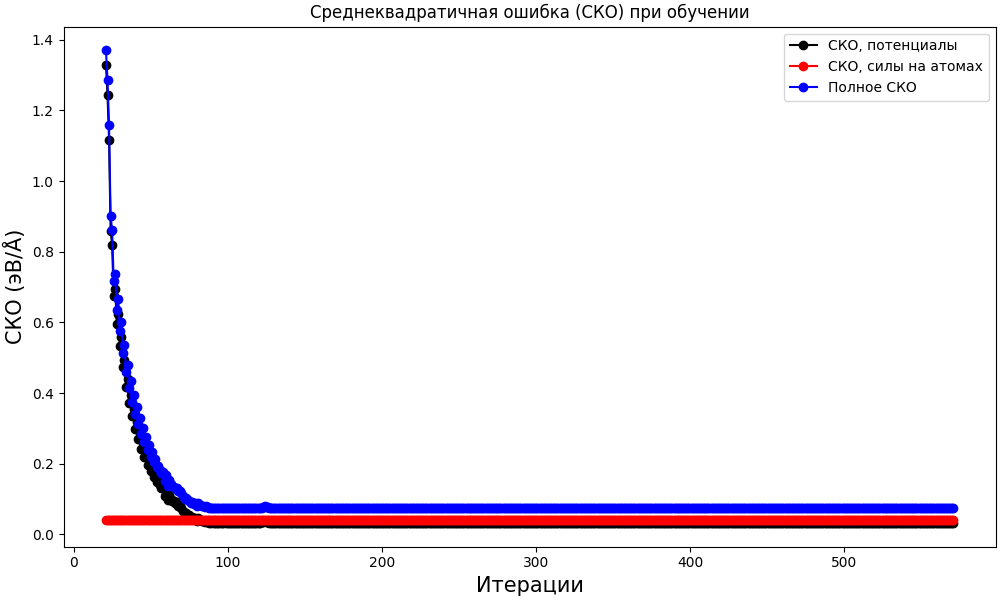 Среднеквадратичная ошибка (СКО) при обучении
СКО, потенциалы
СКО, силы на атомах
Полное СКО
СКО (эВ/Å)
1.4
1.2
1.0
0.8
0.6
0.4
0.2
0.0
0 100 200 300 400 500
Итерации